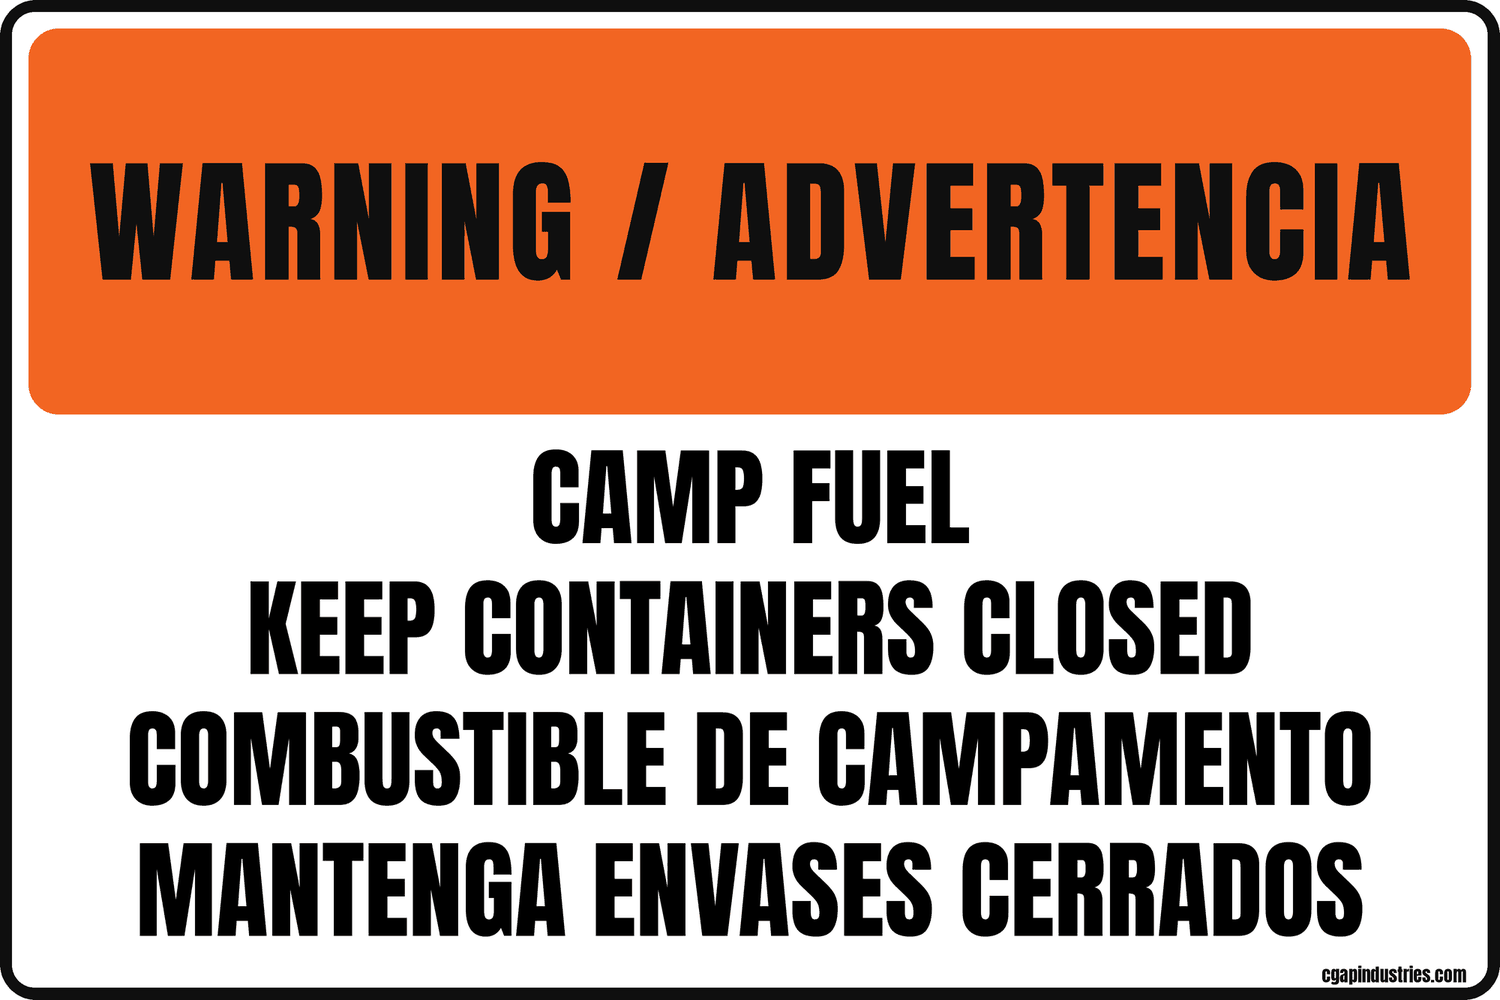 WARNING / ADVERTENCIA
CAMP FUEL
KEEP CONTAINERS CLOSED
COMBUSTIBLE DE CAMPAMENTO
MANTENGA ENVASES CERRADOS
cgapindustries.com